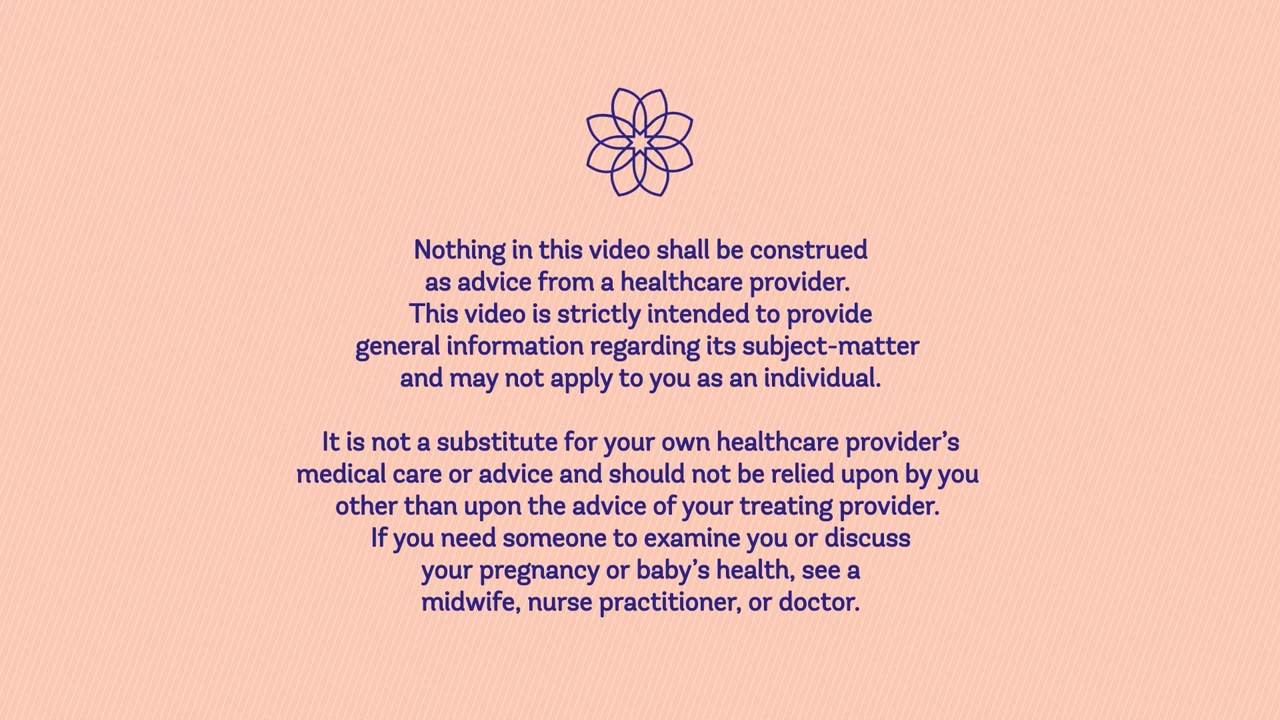 Nothing in this video shall be construed
as advice from a healthcare provider.
This video is strictly intended to provide
general information regarding its subject-matter
and may not apply to you as an individual.
It is not a substitute for your own healthcare provider’s
medical care or advice and should not be relied upon by you
other than upon the advice of your treating provider.
If you need someone to examine you or discuss
your pregnancy or baby’s health, see a
midwife, nurse practitioner, or doctor.